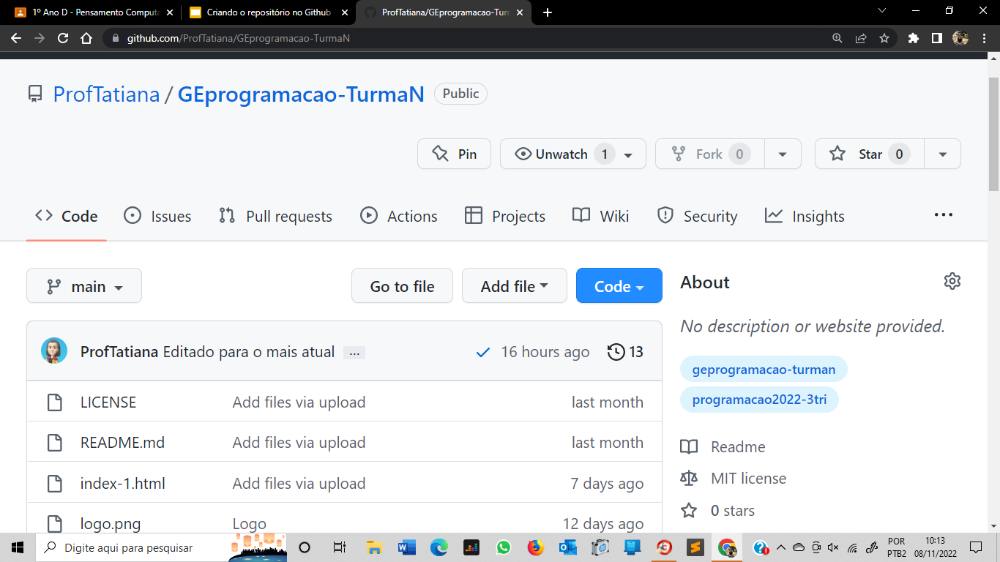 1º Ano D - Pensamento Computa
Criando o repositório no Github
ProfTatiana/GEprogramacao-Turm
github.com/ProfTatiana/GEprogramacao-TurmaN
ProfTatiana / GEprogramacao-TurmaN Public
Pin Unwatch 1 Fork 0 Star 0
Code Issues Pull requests Actions Projects Wiki Security Insights
main Go to file Add file Code
ProfTatiana Editado para o mais atual ... 16 hours ago 13
LICENSE Add files via upload last month
README.md Add files via upload last month
index-1.html Add files via upload 7 days ago
logo.png Logo 12 days ago
About
No description or website provided.
geprogramacao-turman
programacao2022-3tri
Readme
MIT license
0 stars
Digite aqui para pesquisar
POR
PTB2
10:13
08/11/2022